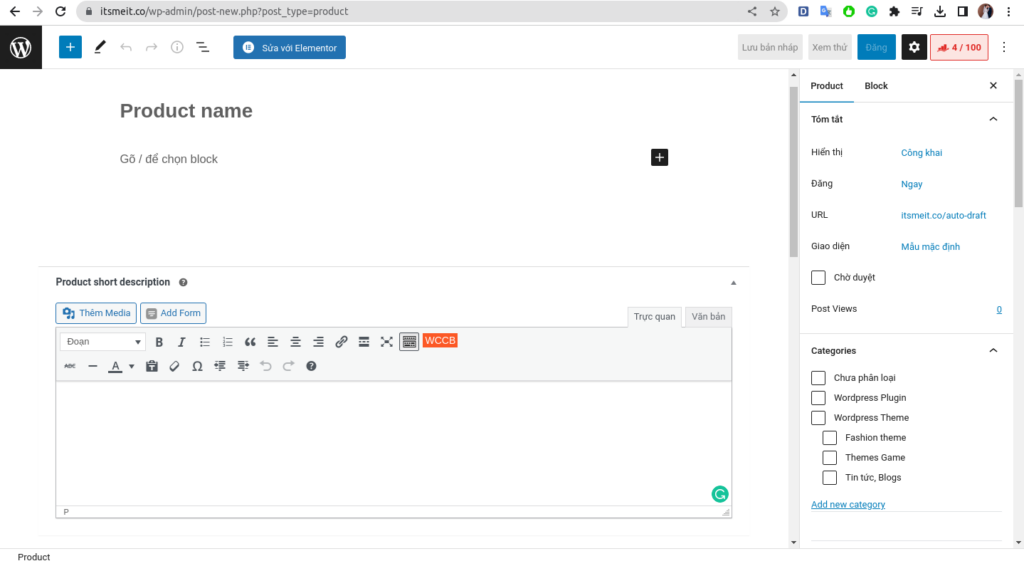 itsmeit.co/wp-admin/post-new.php?post_type=product
Sửa với Elementor
Lưu bản nháp
Xem thử
Đăng
4 / 100
Product name
Gõ / để chọn block
Product short description
Thêm Media
Add Form
Trực quan
Văn bản
Đoạn
B
I
WCCB
ABC
A
Ω
P
Product
Block
Tóm tắt
Hiển thị Công khai
Đăng Ngay
URL itsmeit.co/auto-draft
Giao diện Mẫu mặc định
Chờ duyệt
Post Views 0
Categories
Chưa phân loại
Wordpress Plugin
Wordpress Theme
Fashion theme
Themes Game
Tin tức, Blogs
Add new category
Product